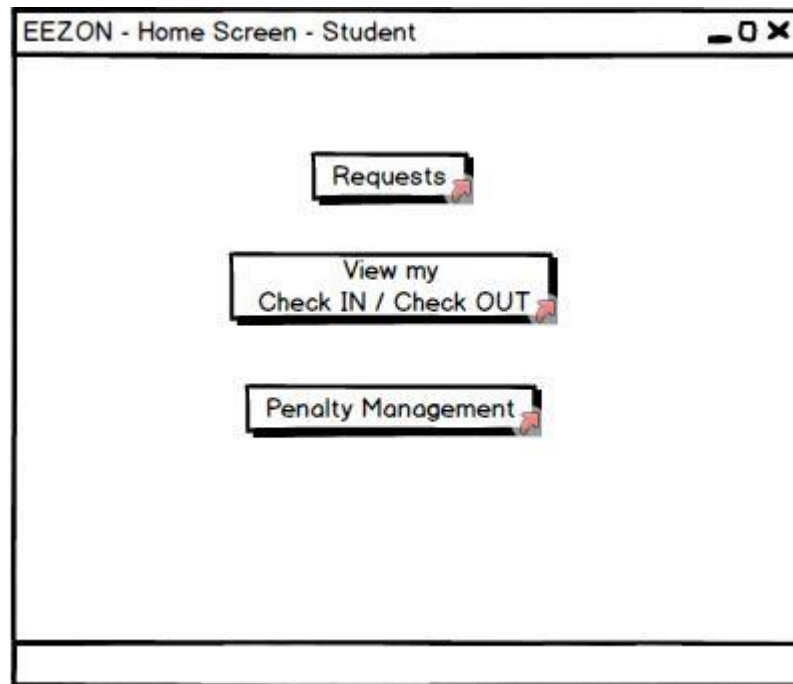 EEZON - Home Screen - Student
Requests
View my
Check IN / Check OUT
Penalty Management